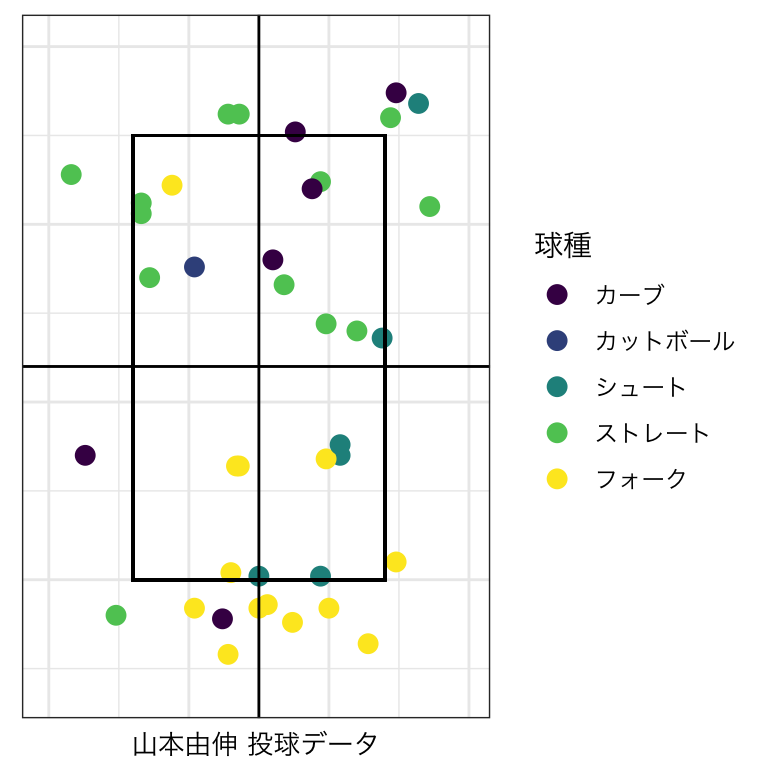 球種
カーブ
カットボール
シュート
ストレート
フォーク
山本由伸 投球データ